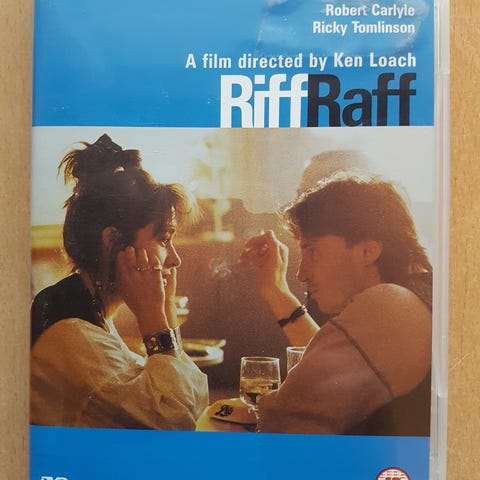 Robert Carlyle
Ricky Tomlinson
A film directed by Ken Loach
RiffRaff